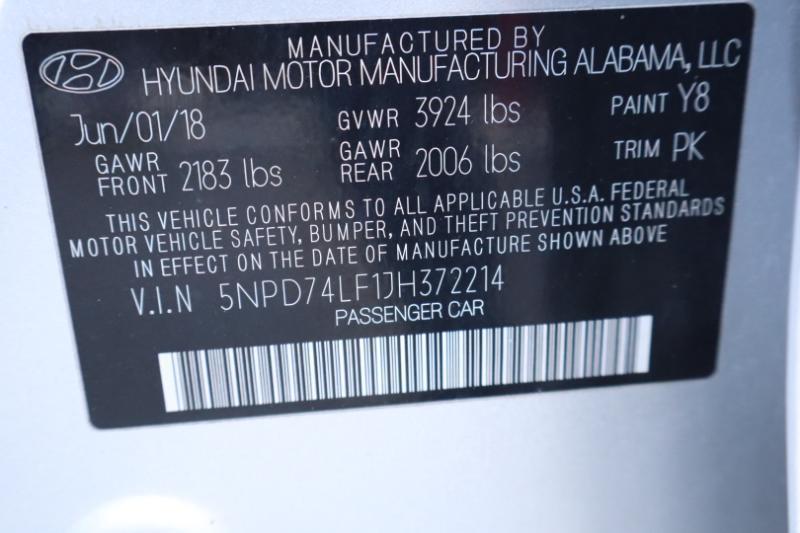 MANUFACTURED BY
HYUNDAI MOTOR MANUFACTURING ALABAMA, LLC
Jun/01/18 GVWR 3924 lbs PAINT Y8
GAWR FRONT 2183 lbs GAWR REAR 2006 lbs TRIM PK
THIS VEHICLE CONFORMS TO ALL APPLICABLE U.S.A. FEDERAL
MOTOR VEHICLE SAFETY, BUMPER, AND THEFT PREVENTION STANDARDS
IN EFFECT ON THE DATE OF MANUFACTURE SHOWN ABOVE
V.I.N 5NPD74LF1JH372214
PASSENGER CAR